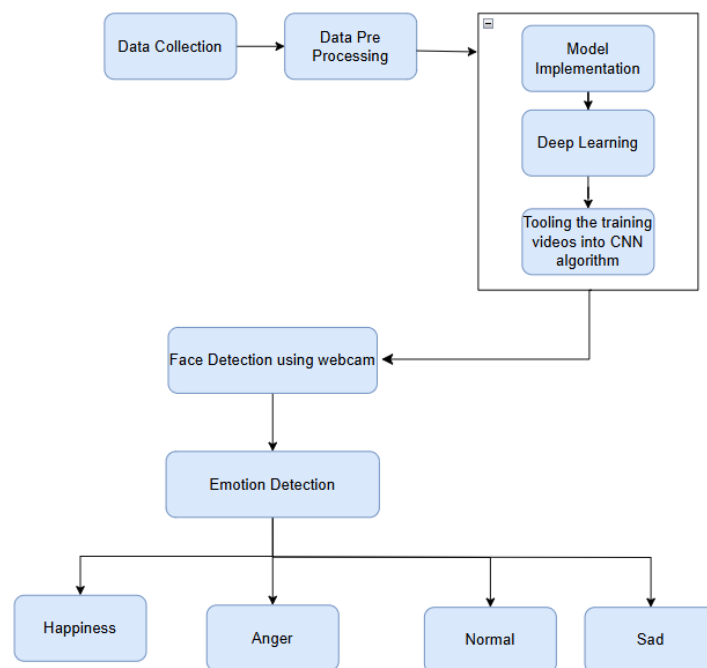 Data Collection
Data Pre
Processing
Model
Implementation
Deep Learning
Tooling the training
videos into CNN
algorithm
Face Detection using webcam
Emotion Detection
Happiness
Anger
Normal
Sad